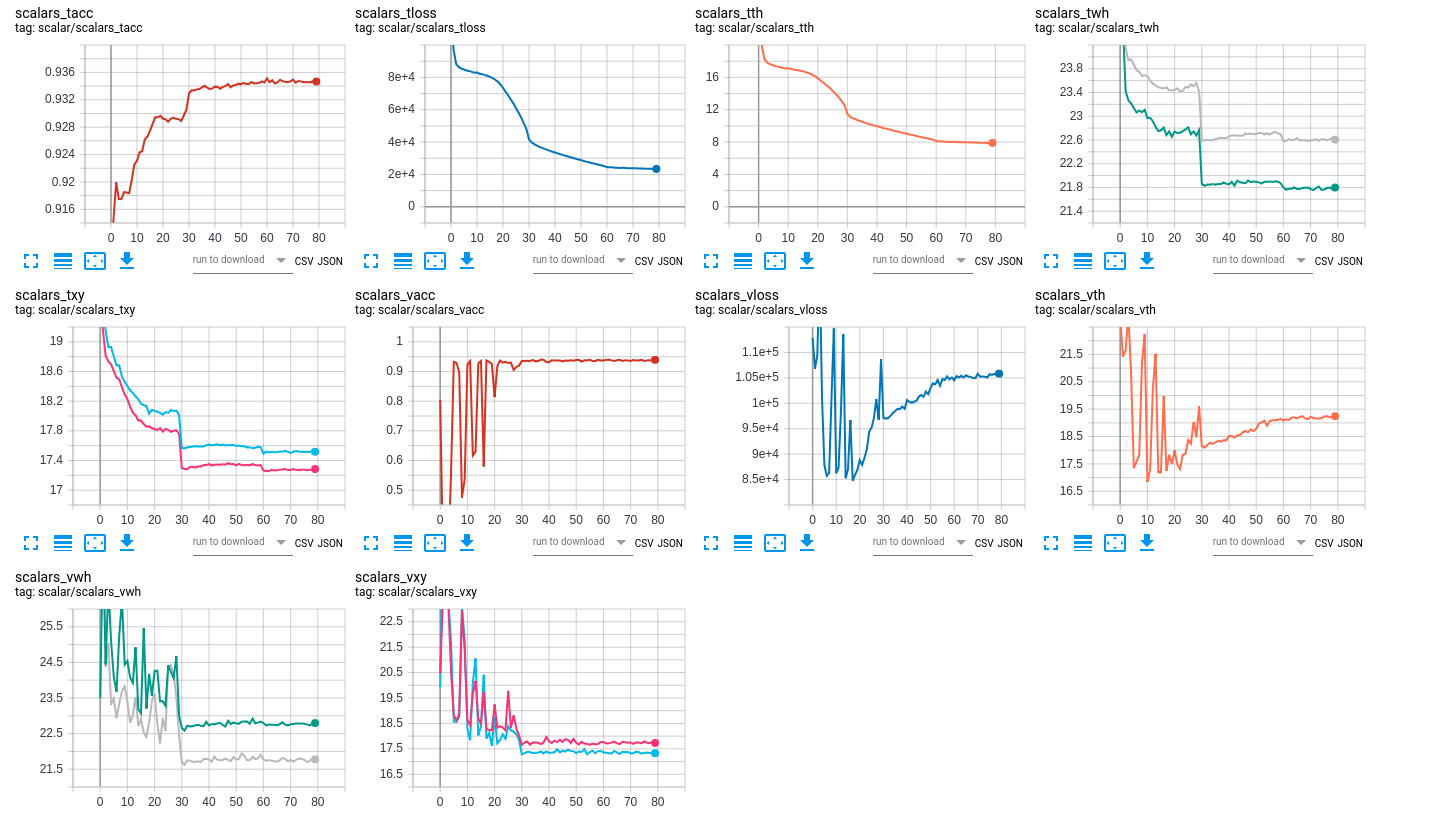 scalars_tacc
tag: scalar/scalars_tacc
0.936
0.932
0.928
0.924
0.92
0.916
0 10 20 30 40 50 60 70 80
run to download CSV JSON
scalars_tloss
tag: scalar/scalars_tloss
8e+4
6e+4
4e+4
2e+4
0
0 10 20 30 40 50 60 70 80
run to download CSV JSON
scalars_tth
tag: scalar/scalars_tth
16
12
8
4
0
0 10 20 30 40 50 60 70 80
run to download CSV JSON
scalars_twh
tag: scalar/scalars_twh
23.8
23.4
23
22.6
22.2
21.8
21.4
0 10 20 30 40 50 60 70 80
run to download CSV JSON
scalars_txy
tag: scalar/scalars_txy
19
18.6
18.2
17.8
17.4
17
0 10 20 30 40 50 60 70 80
run to download CSV JSON
scalars_vacc
tag: scalar/scalars_vacc
1
0.9
0.8
0.7
0.6
0.5
0 10 20 30 40 50 60 70 80
run to download CSV JSON
scalars_vloss
tag: scalar/scalars_vloss
1.1e+5
1.05e+5
1e+5
9.5e+4
9e+4
8.5e+4
0 10 20 30 40 50 60 70 80
run to download CSV JSON
scalars_vth
tag: scalar/scalars_vth
21.5
20.5
19.5
18.5
17.5
16.5
0 10 20 30 40 50 60 70 80
run to download CSV JSON
scalars_vwh
tag: scalar/scalars_vwh
25.5
24.5
23.5
22.5
21.5
0 10 20 30 40 50 60 70 80
scalars_vxy
tag: scalar/scalars_vxy
22.5
21.5
20.5
19.5
18.5
17.5
16.5
0 10 20 30 40 50 60 70 80